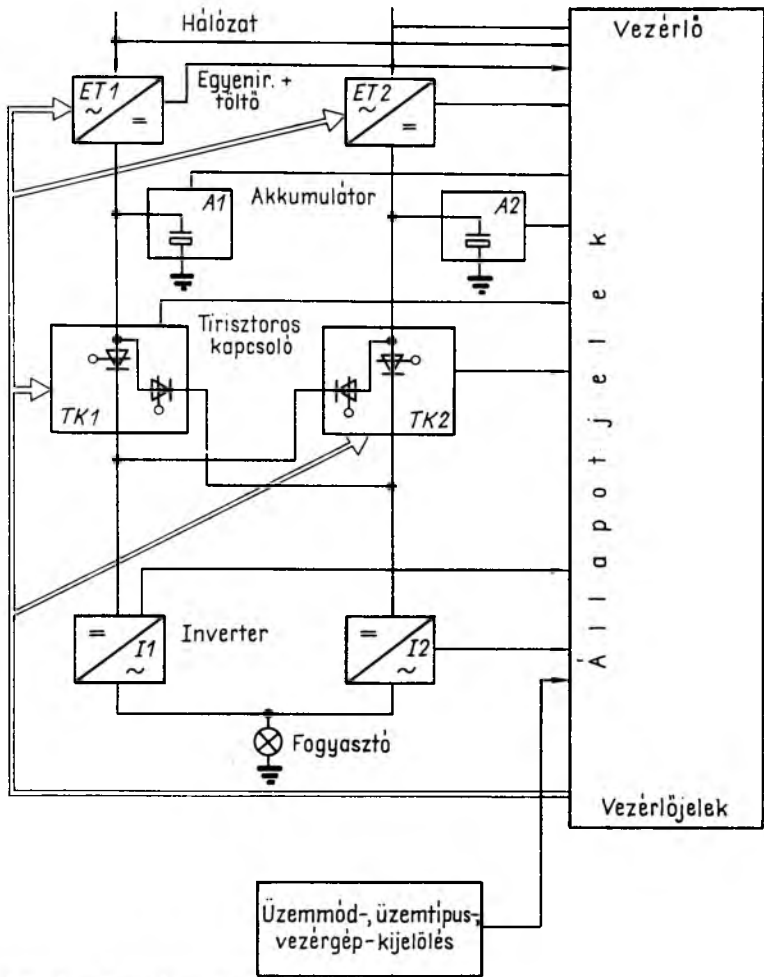 Hálózat
Vezérlő
ET1
~
=
Egyenir. +
töltő
ET2
~
=
A1
Akkumulátor
A2
Állapotjelek
Tirisztoros
kapcsoló
TK1
TK2
=
I1
~
Inverter
=
I2
~
Fogyasztó
Vezérlőjelek
Üzemmód-, üzemtípus-,
vezérgép-kijelölés